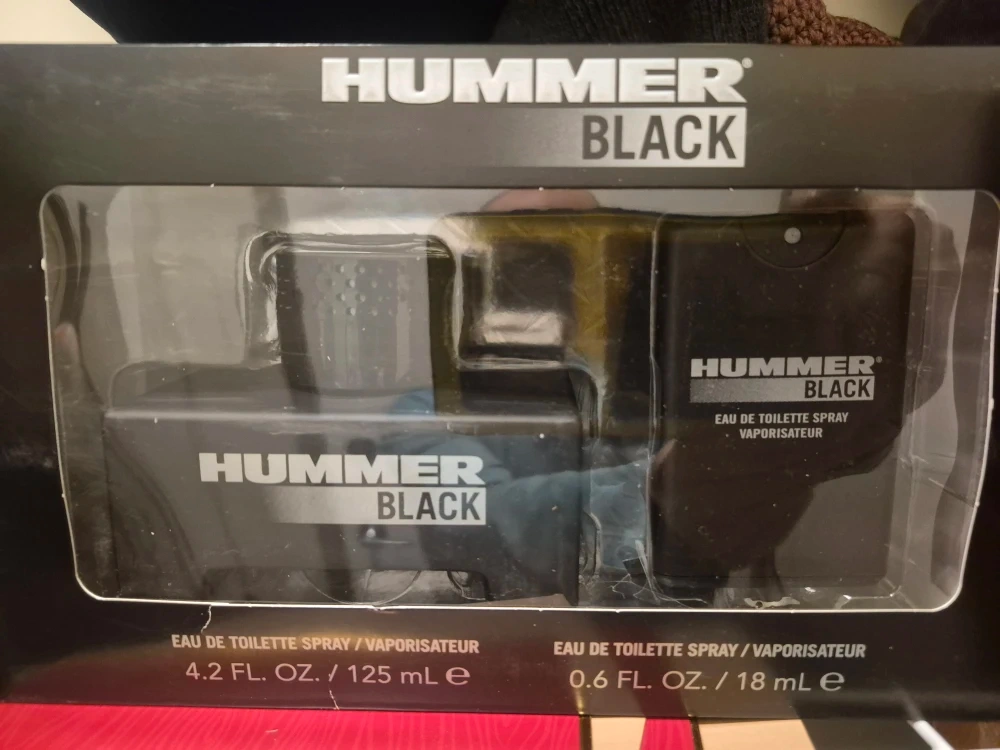 HUMMER®
BLACK
HUMMER
BLACK
HUMMER®
BLACK
EAU DE TOILETTE SPRAY
VAPORISATEUR
EAU DE TOILETTE SPRAY / VAPORISATEUR
4.2 FL. OZ. / 125 mL ℮
EAU DE TOILETTE SPRAY / VAPORISATEUR
0.6 FL. OZ. / 18 mL ℮